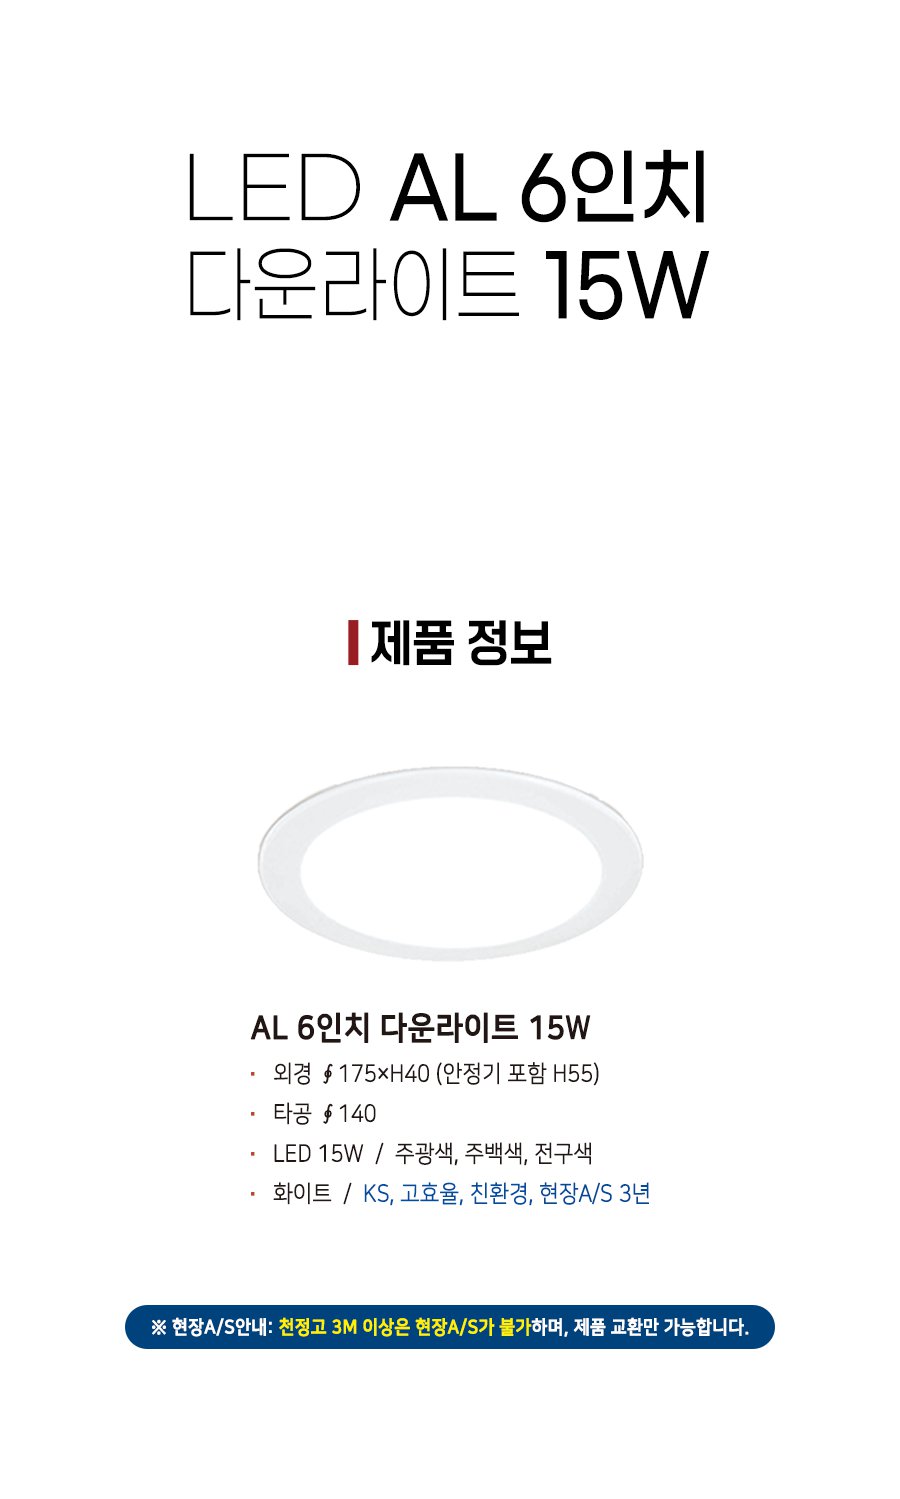 LED AL 6인치
다운라이트 15W
제품 정보
AL 6인치 다운라이트 15W
· 외경 ∮175×H40 (안정기 포함 H55)
· 타공 ∮140
· LED 15W / 주광색, 주백색, 전구색
· 화이트 / KS, 고효율, 친환경, 현장A/S 3년
※ 현장A/S안내: 천정고 3M 이상은 현장A/S가 불가하며, 제품 교환만 가능합니다.